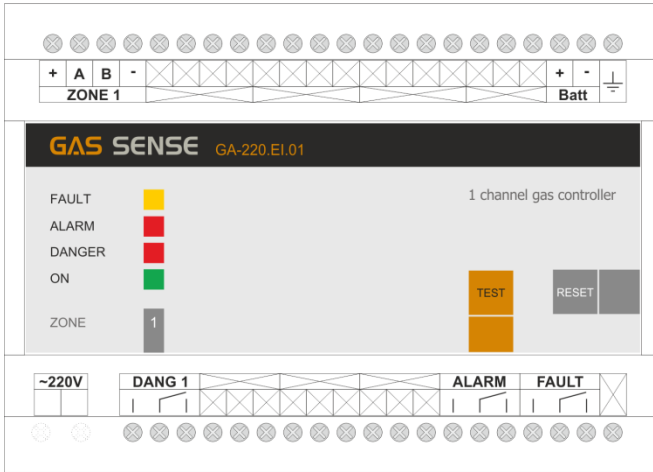 + A B - + -
ZONE 1 Batt
GAS SENSE GA-220.EI.01
1 channel gas controller
FAULT
ALARM
DANGER
ON
TEST RESET
ZONE 1
~220V DANG 1 ALARM FAULT